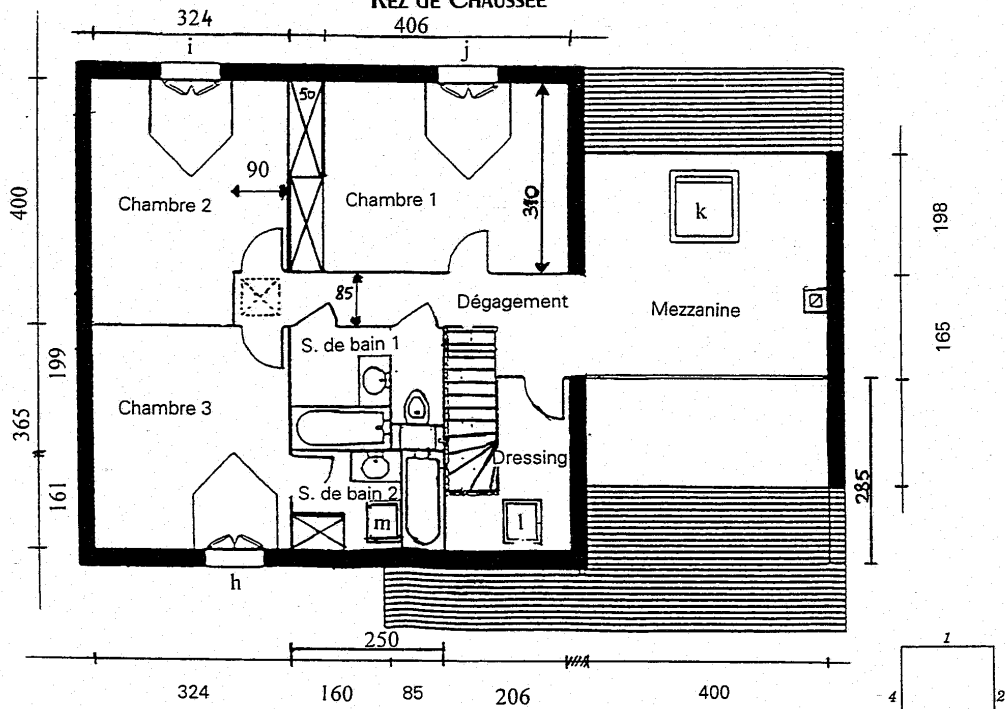 REZ DE CHAUSSÉE
324
406
i
j
50
90
Chambre 2
Chambre 1
310
k
400
198
85
Dégagement
Mezzanine
S. de bain 1
165
199
Chambre 3
365
Dressing
285
161
S. de bain 2
m
l
h
250
324
160
85
206
400
1
4
2